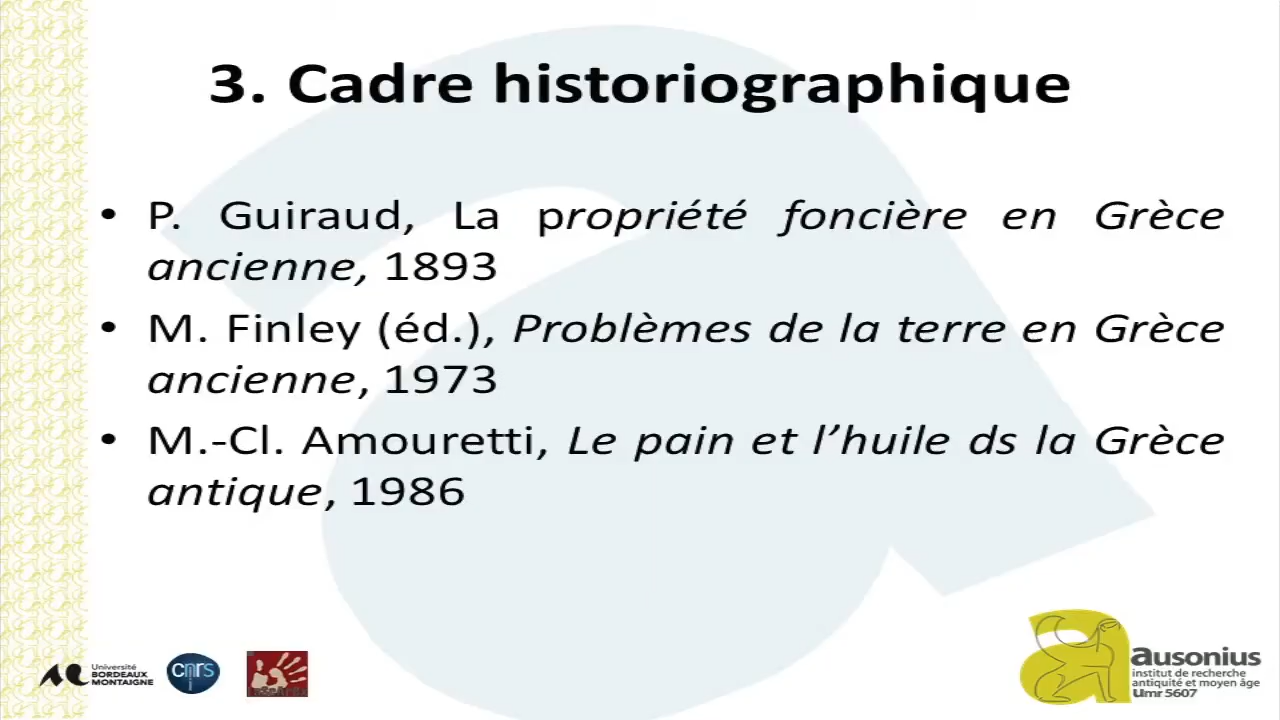 3. Cadre historiographique
• P. Guiraud, La propriété foncière en Grèce
ancienne, 1893
• M. Finley (éd.), Problèmes de la terre en Grèce
ancienne, 1973
• M.-Cl. Amouretti, Le pain et l’huile ds la Grèce
antique, 1986
Université
BORDEAUX
MONTAIGNE
cnrs
ausonius
institut de recherche
antiquité et moyen âge
Umr 5607